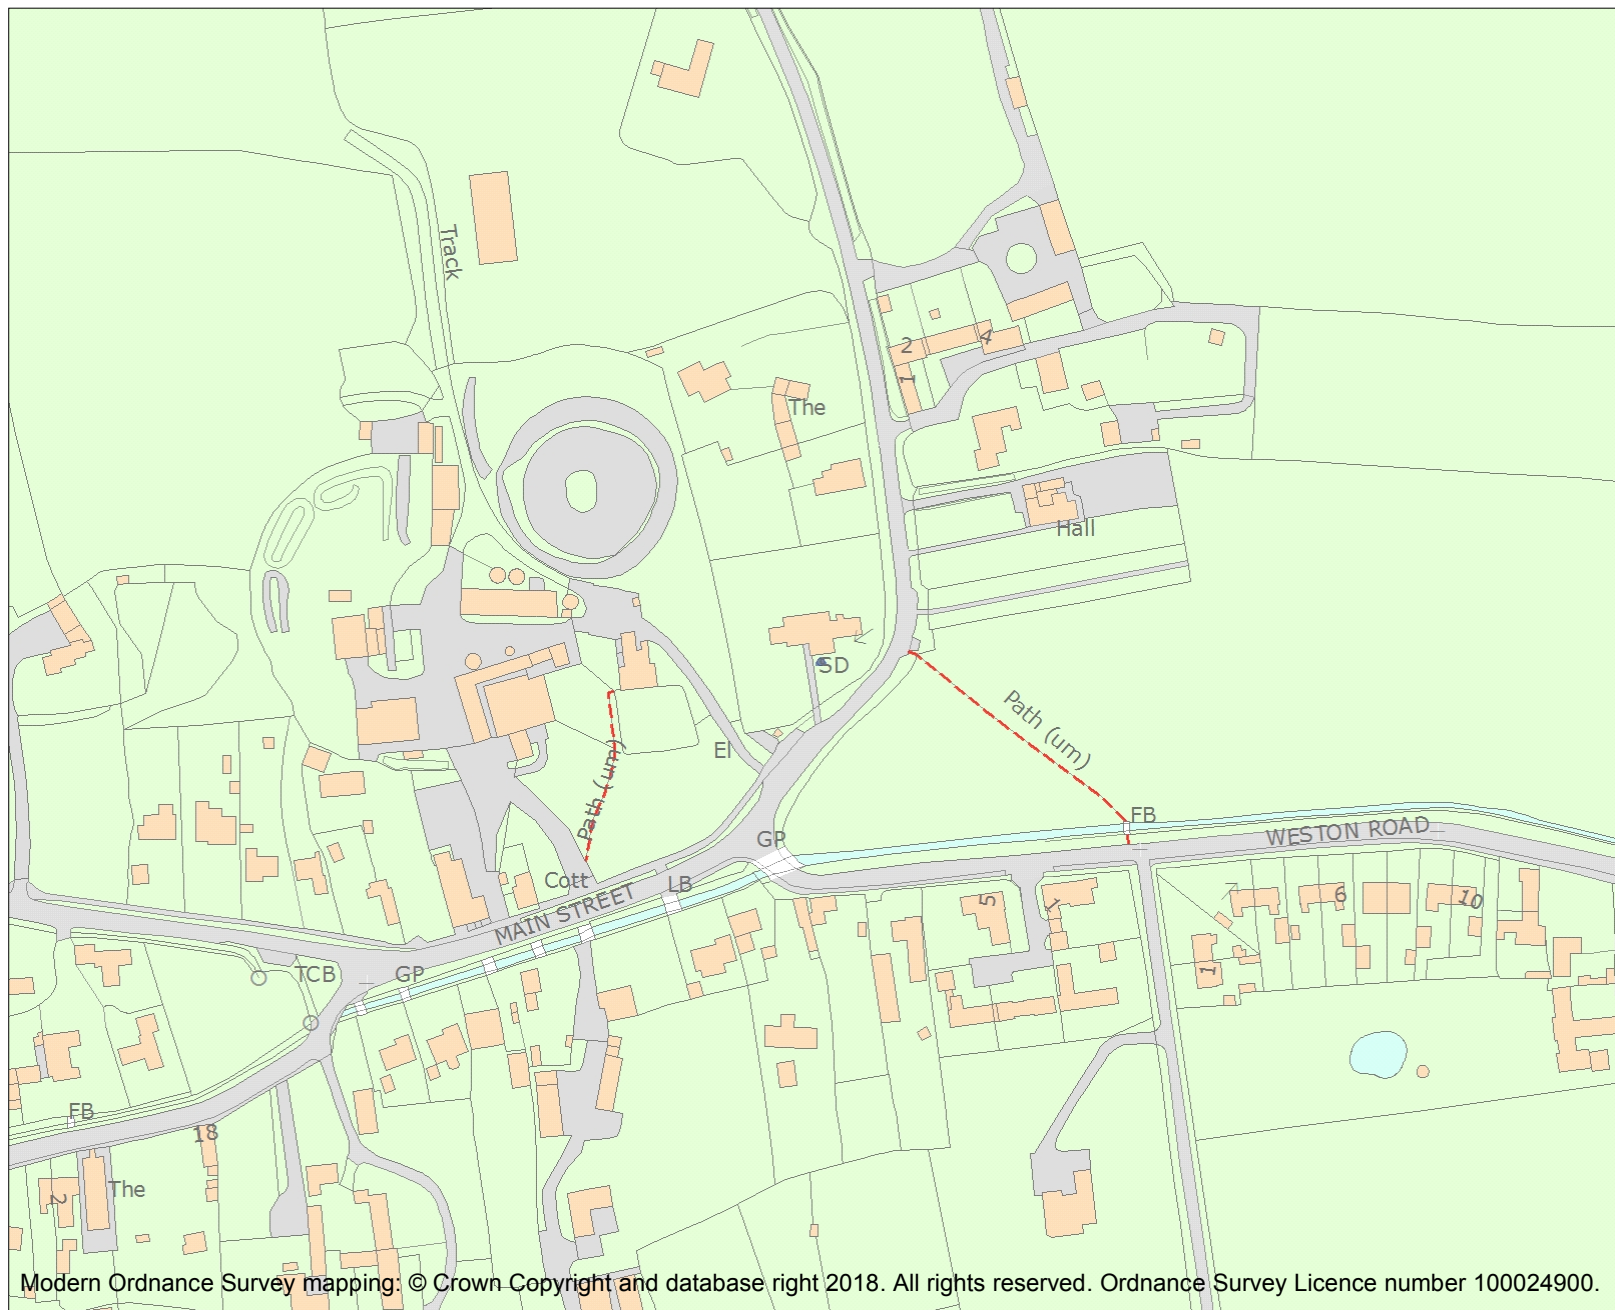 Track
2
4
1
The
Hall
SD
Path (um)
El
Path (um)
FB
GP
WESTON ROAD
Cott
LB
MAIN STREET
5
1
6
10
TCB
GP
1
FB
18
2
The
Modern Ordnance Survey mapping: © Crown Copyright and database right 2018. All rights reserved. Ordnance Survey Licence number 100024900.